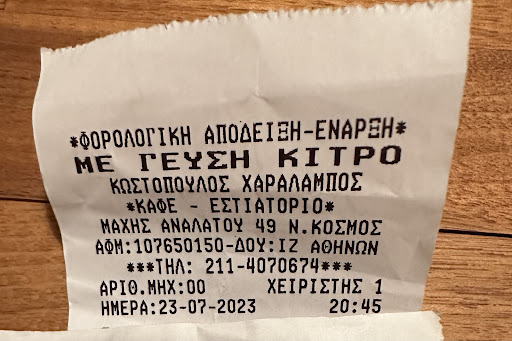 *ΦΟΡΟΛΟΓΙΚΗ ΑΠΟΔΕΙΞΗ-ΕΝΑΡΞΗ*
ΜΕ ΓΕΥΣΗ ΚΙΤΡΟ
ΚΩΣΤΟΠΟΥΛΟΣ ΧΑΡΑΛΑΜΠΟΣ
*ΚΑΦΕ - ΕΣΤΙΑΤΟΡΙΟ*
ΜΑΧΗΣ ΑΝΑΛΑΤΟΥ 49 Ν.ΚΟΣΜΟΣ
ΑΦΜ:107650150-ΔΟΥ:ΙΖ ΑΘΗΝΩΝ
***ΤΗΛ: 211-4070674***
ΑΡΙΘ.ΜΗΧ:00 ΧΕΙΡΙΣΤΗΣ 1
ΗΜΕΡΑ:23-07-2023 20:45